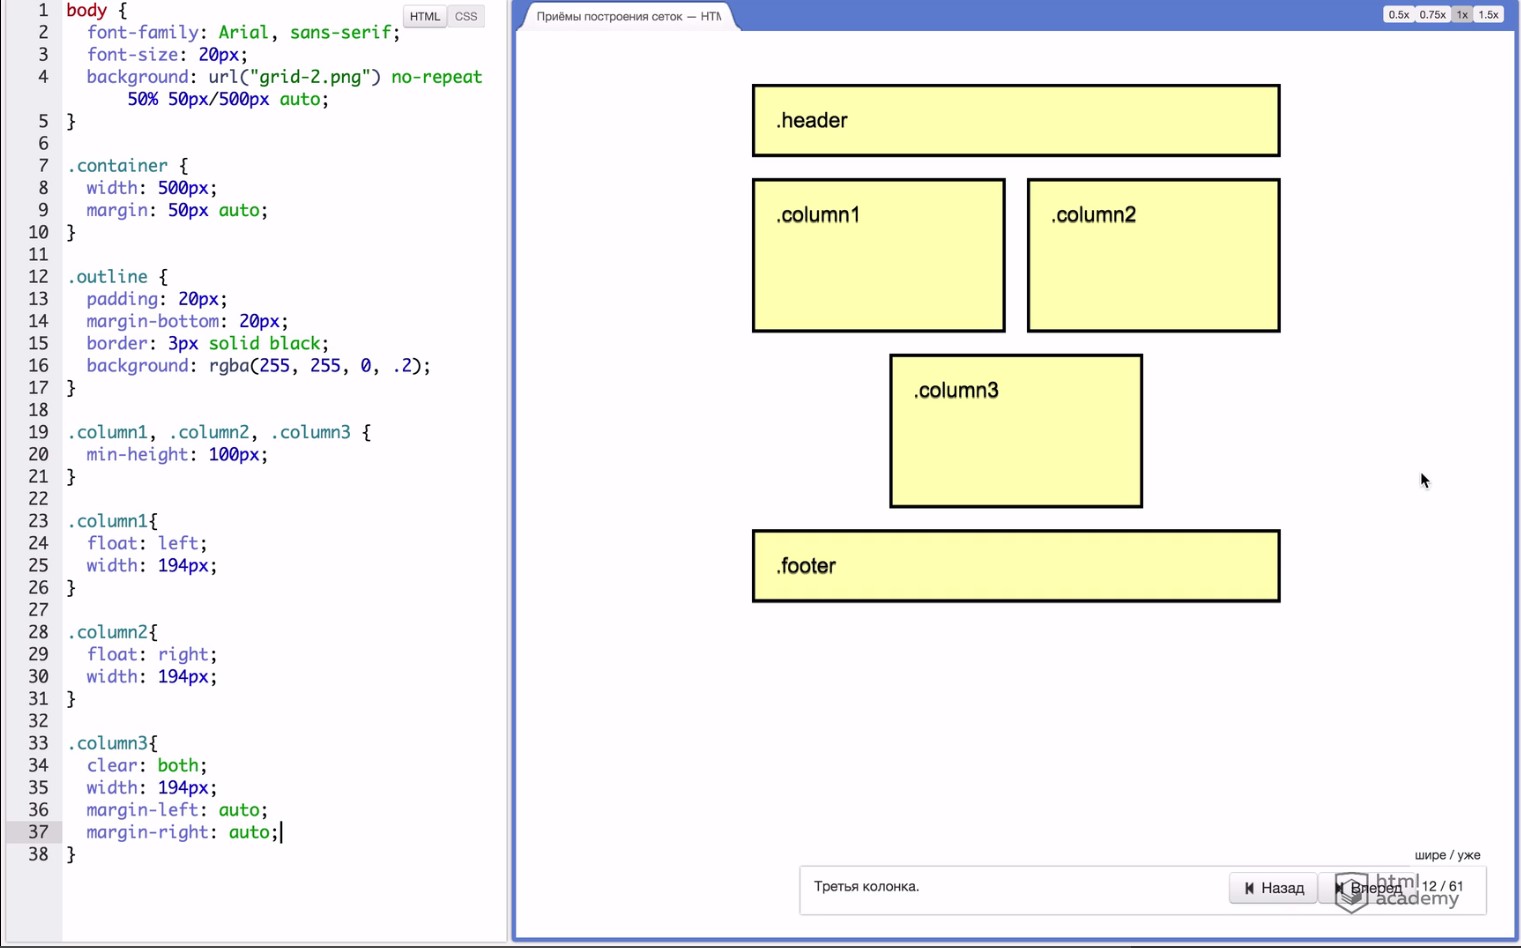 HTML CSS
1 body {
2 font-family: Arial, sans-serif;
3 font-size: 20px;
4 background: url("grid-2.png") no-repeat
50% 50px/500px auto;
5 }
6
7 .container {
8 width: 500px;
9 margin: 50px auto;
10 }
11
12 .outline {
13 padding: 20px;
14 margin-bottom: 20px;
15 border: 3px solid black;
16 background: rgba(255, 255, 0, .2);
17 }
18
19 .column1, .column2, .column3 {
20 min-height: 100px;
21 }
22
23 .column1{
24 float: left;
25 width: 194px;
26 }
27
28 .column2{
29 float: right;
30 width: 194px;
31 }
32
33 .column3{
34 clear: both;
35 width: 194px;
36 margin-left: auto;
37 margin-right: auto;
38 }
Приёмы построения сеток — HTM
0.5x 0.75x 1x 1.5x
.header
.column1 .column2
.column3
.footer
шире / уже
Третья колонка.
Назад Вперед 12 / 61
html
academy